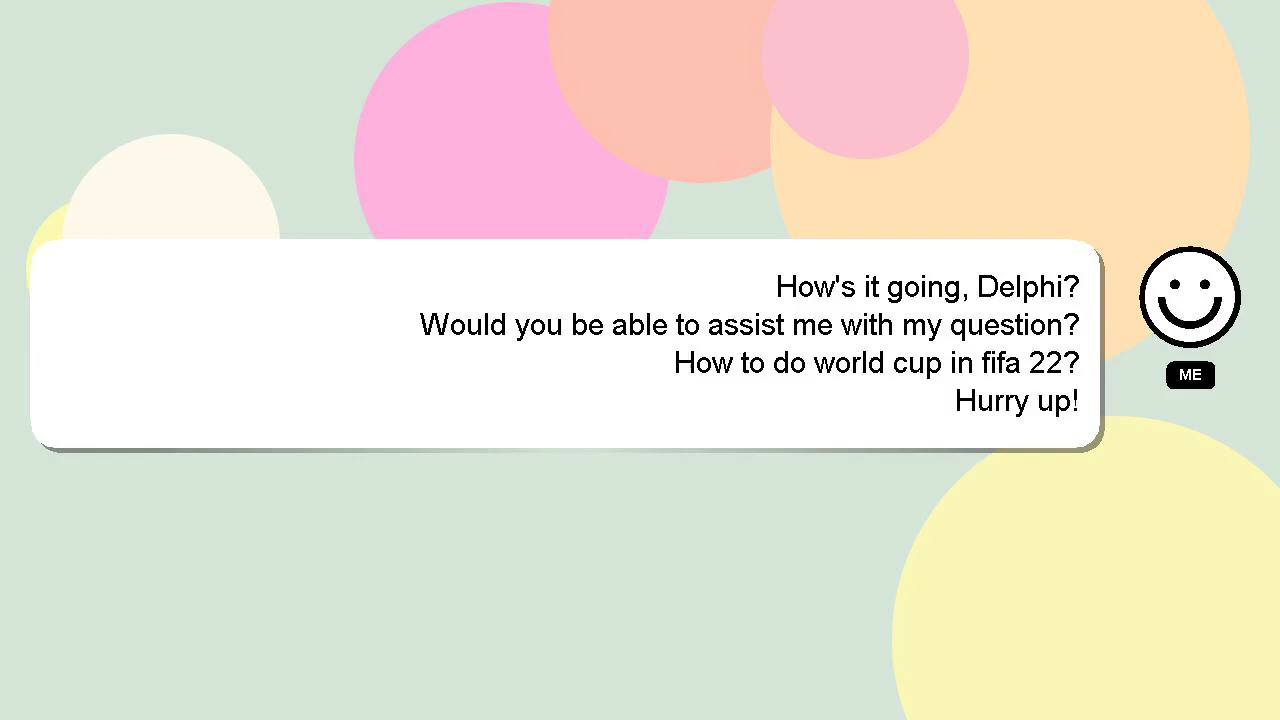 How's it going, Delphi?
Would you be able to assist me with my question?
How to do world cup in fifa 22?
Hurry up!
ME